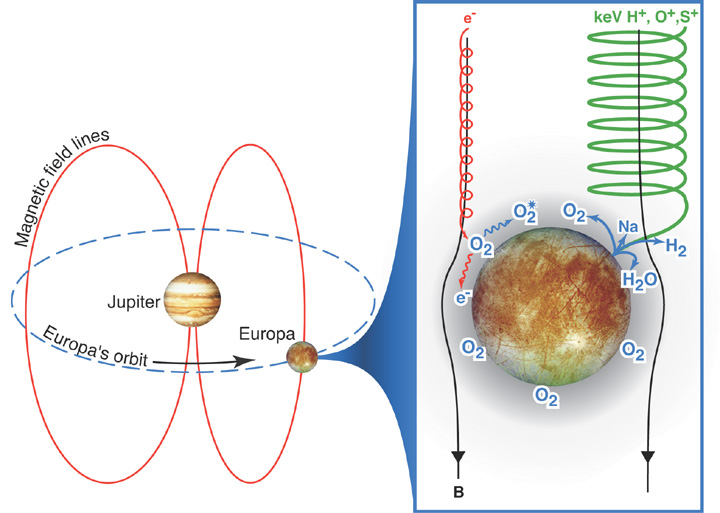 Magnetic field lines
Jupiter
Europa
Europa's orbit
e-
keV H+, O+,S+
O2*
O2
O2
Na
H2
H2O
e-
O2
O2
O2
B